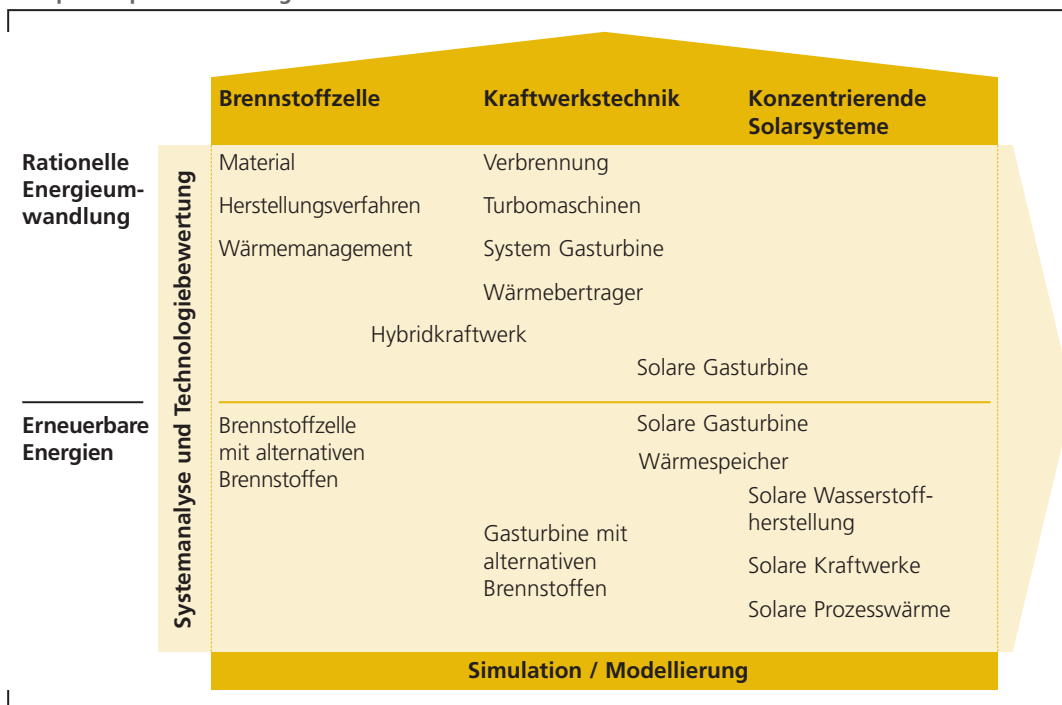 Brennstoffzelle
Kraftwerkstechnik
Konzentrierende
Solarsysteme
Rationelle
Energieum-
wandlung
Systemanalyse und Technologiebewertung
Material
Verbrennung
Herstellungsverfahren
Turbomaschinen
Wärmemanagement
System Gasturbine
Wärmebertrager
Hybridkraftwerk
Solare Gasturbine
Erneuerbare
Energien
Brennstoffzelle
mit alternativen
Brennstoffen
Solare Gasturbine
Wärmespeicher
Solare Wasserstoff-
herstellung
Gasturbine mit
alternativen
Brennstoffen
Solare Kraftwerke
Solare Prozesswärme
Simulation / Modellierung